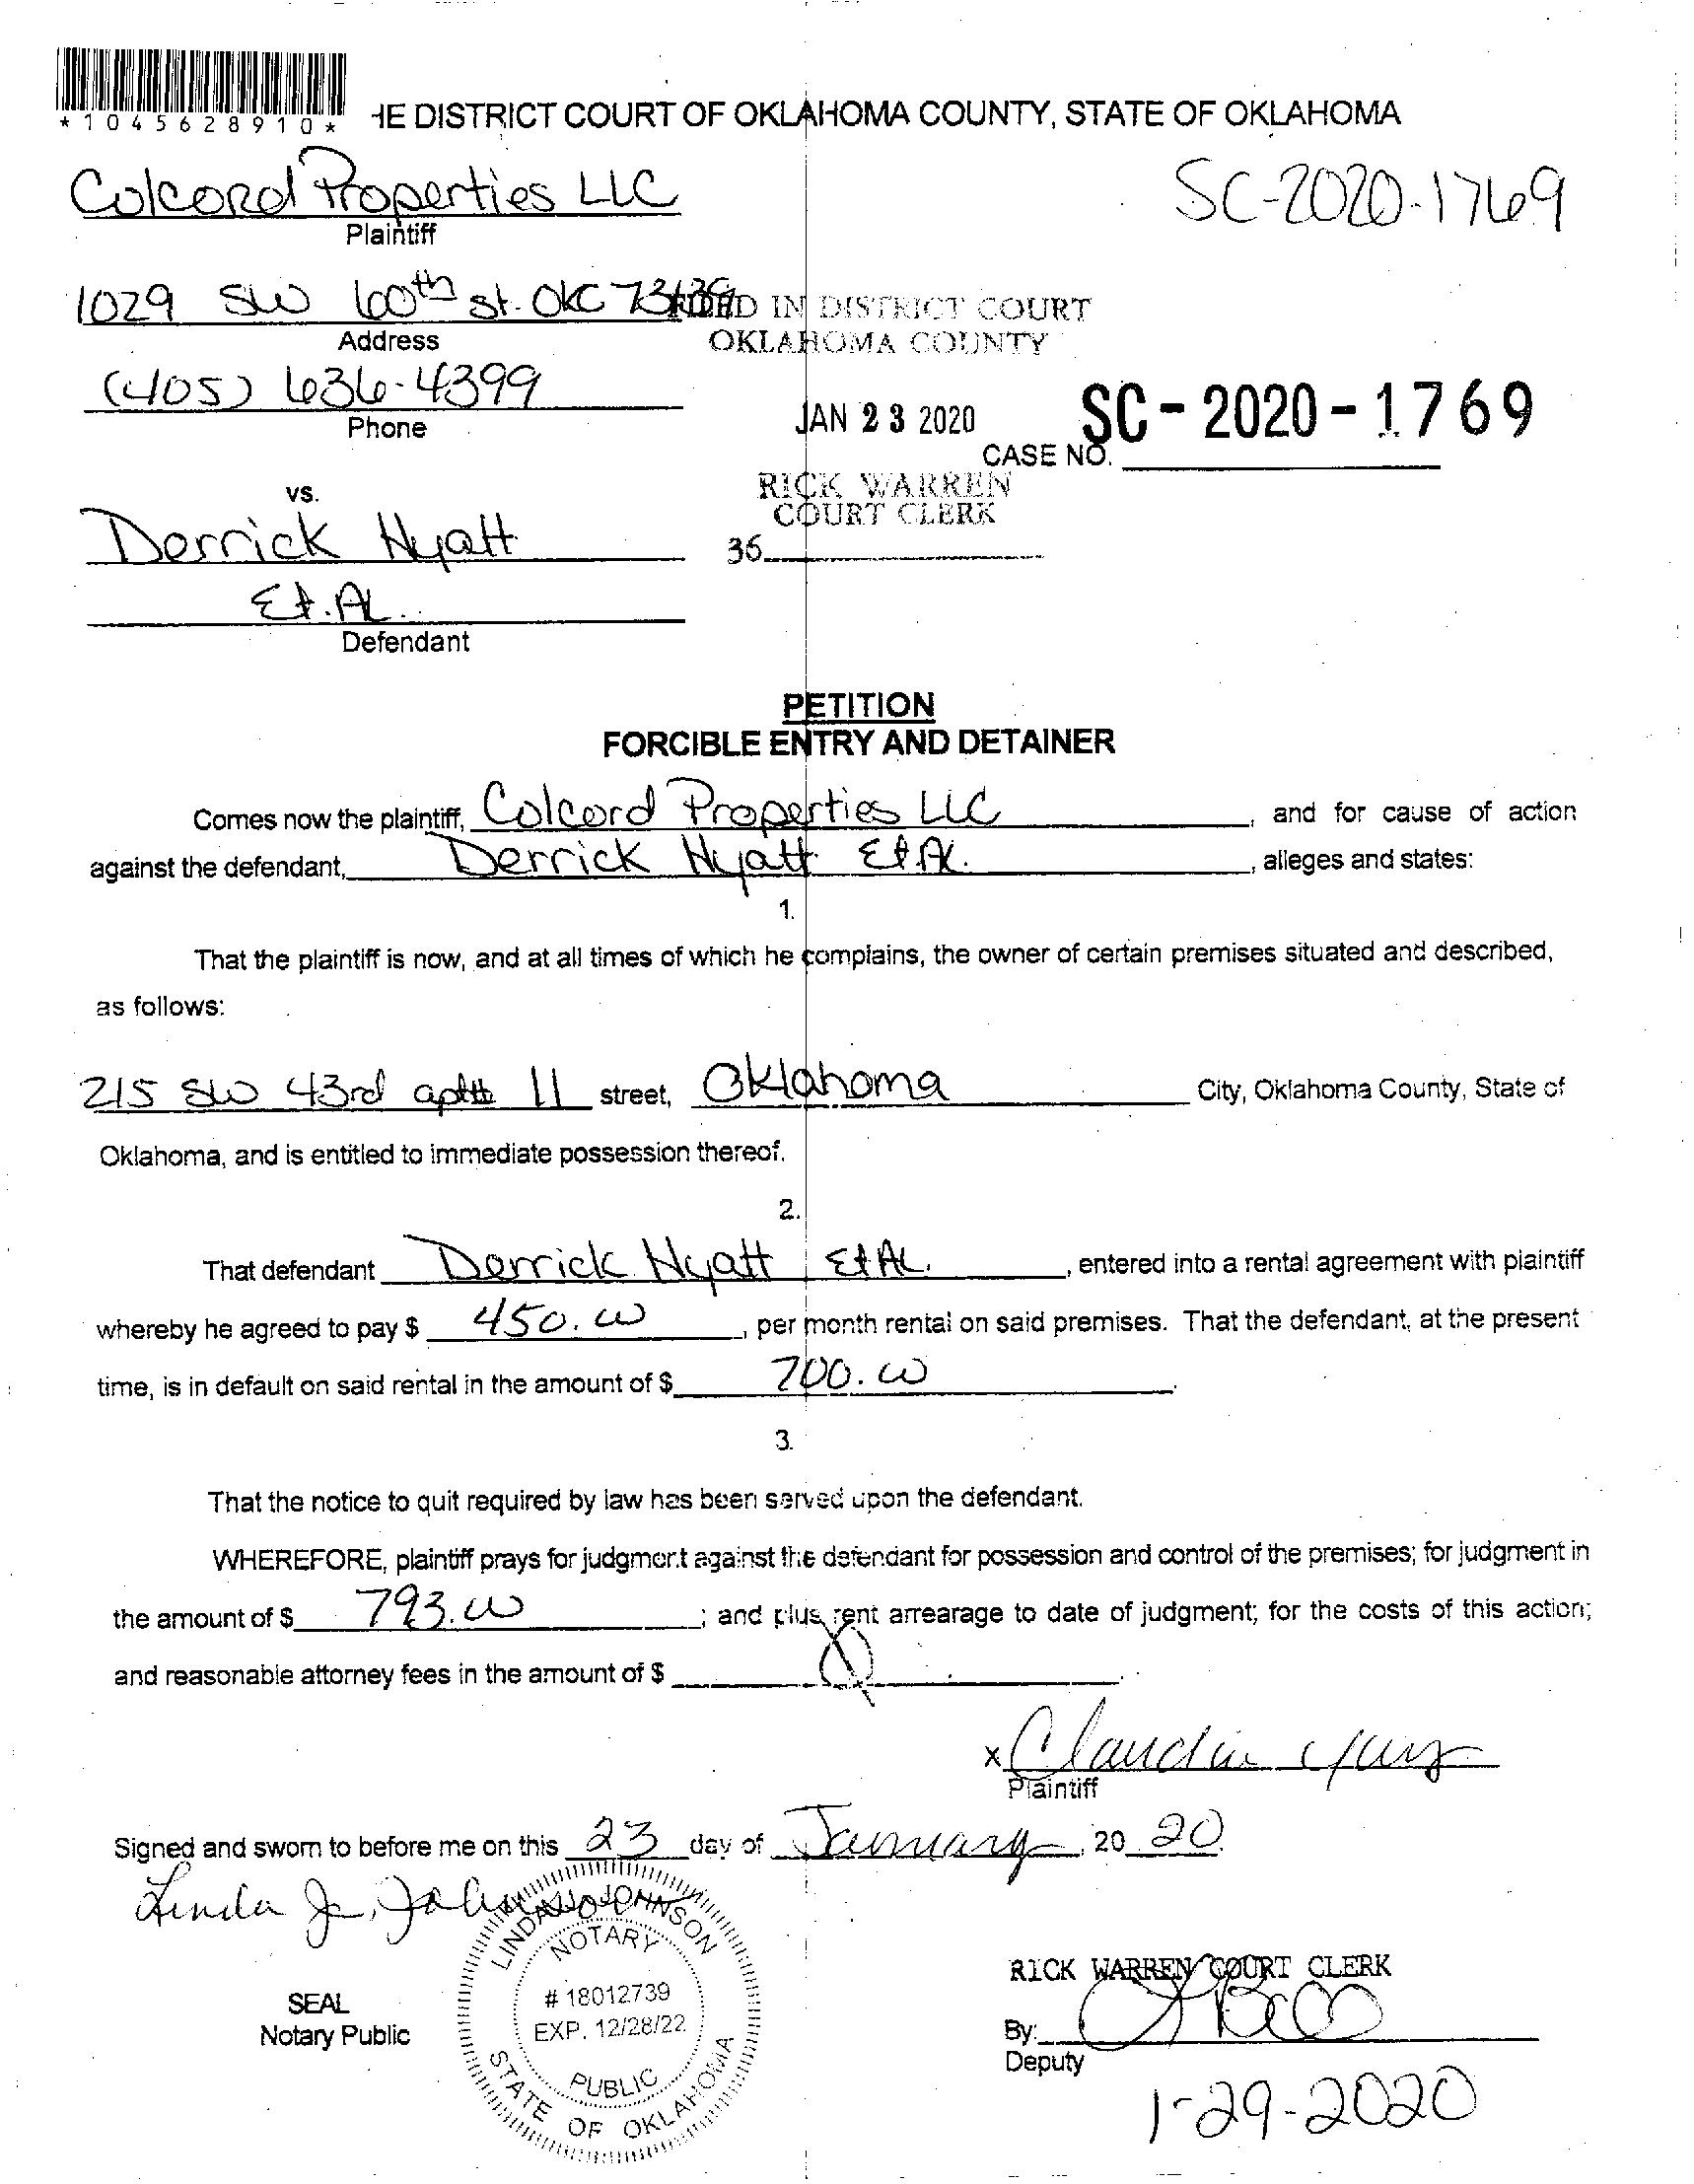 *1045628910*
HE DISTRICT COURT OF OKLAHOMA COUNTY, STATE OF OKLAHOMA
Colcord Properties LLC
SC-2020-1769
Plaintiff
1029 SW 60th St. OKC 73139
FILED IN DISTRICT COURT
Address
OKLAHOMA COUNTY
(405) 636-4399
Phone
JAN 23 2020
SC-2020-1769
CASE NO.
vs.
RICK WARREN
COURT CLERK
Derrick Hyatt
36
Et.AL.
Defendant
PETITION
FORCIBLE ENTRY AND DETAINER
Comes now the plaintiff, Colcord Properties LLC, and for cause of action
against the defendant, Derrick Hyatt Et AL., alleges and states:
1.
That the plaintiff is now, and at all times of which he complains, the owner of certain premises situated and described,
as follows:
215 SW 43rd apt# 11 street, Oklahoma City, Oklahoma County, State of
Oklahoma, and is entitled to immediate possession thereof.
2.
That defendant Derrick Hyatt Et AL., entered into a rental agreement with plaintiff
whereby he agreed to pay $ 450.00, per month rental on said premises. That the defendant, at the present
time, is in default on said rental in the amount of $ 700.00.
3.
That the notice to quit required by law has been served upon the defendant.
WHEREFORE, plaintiff prays for judgment against the defendant for possession and control of the premises; for judgment in
the amount of $ 793.00; and plus rent arrearage to date of judgment; for the costs of this action;
and reasonable attorney fees in the amount of $
x Claudia
Plaintiff
Signed and sworn to before me on this 23 day of January, 20 20.
Linda Jo Johnson
LINDA JO JOHNSON
NOTARY
# 18012739
EXP. 12/28/22
PUBLIC
STATE OF OKLAHOMA
SEAL
Notary Public
RICK WARREN COURT CLERK
By:
Deputy
1-29-2020